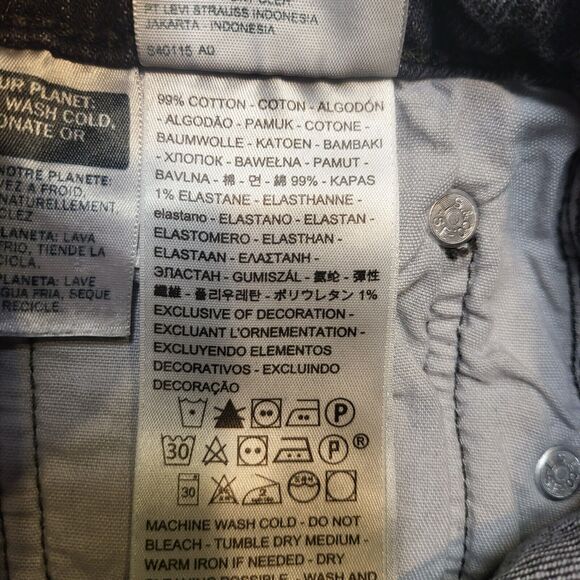 PT LEVI STRAUSS INDONESIA
JAKARTA INDONESIA
S40115 AQ
UR PLANET.
WASH COLD,
ONATE OR
NOTRE PLANETE:
VEZ A FROID,
NATURELLEMENT,
CLEZ
PLANETA: LAVA
FRIO, TIENDE LA
CICLA.
PLANETA: LAVE
GUA FRIA, SEQUE
RECICLE.
99% COTTON - COTON - ALGODÓN
- ALGODÃO - PAMUK - COTONE -
BAUMWOLLE - KATOEN - BAMBAKI
- ХЛОПОК - BAWEŁNA - PAMUT -
BAVLNA - 棉 - 면 - 綿 99% - KAPAS
1% ELASTANE - ELASTHANNE -
elastano - ELASTANO - ELASTAN -
ELASTOMERO - ELASTHAN -
ELASTAAN - ΕΛΑΣΤΑΝΗ -
ЭЛАСТАН - GUMISZÁL - 氨纶 - 彈性
纖維 - 폴리우레탄 - ポリウレタン 1%
EXCLUSIVE OF DECORATION -
EXCLUANT L'ORNEMENTATION -
EXCLUYENDO ELEMENTOS
DECORATIVOS - EXCLUINDO
DECORAÇÃO
P
30 P ®
30
MACHINE WASH COLD - DO NOT
BLEACH - TUMBLE DRY MEDIUM -
WARM IRON IF NEEDED - DRY